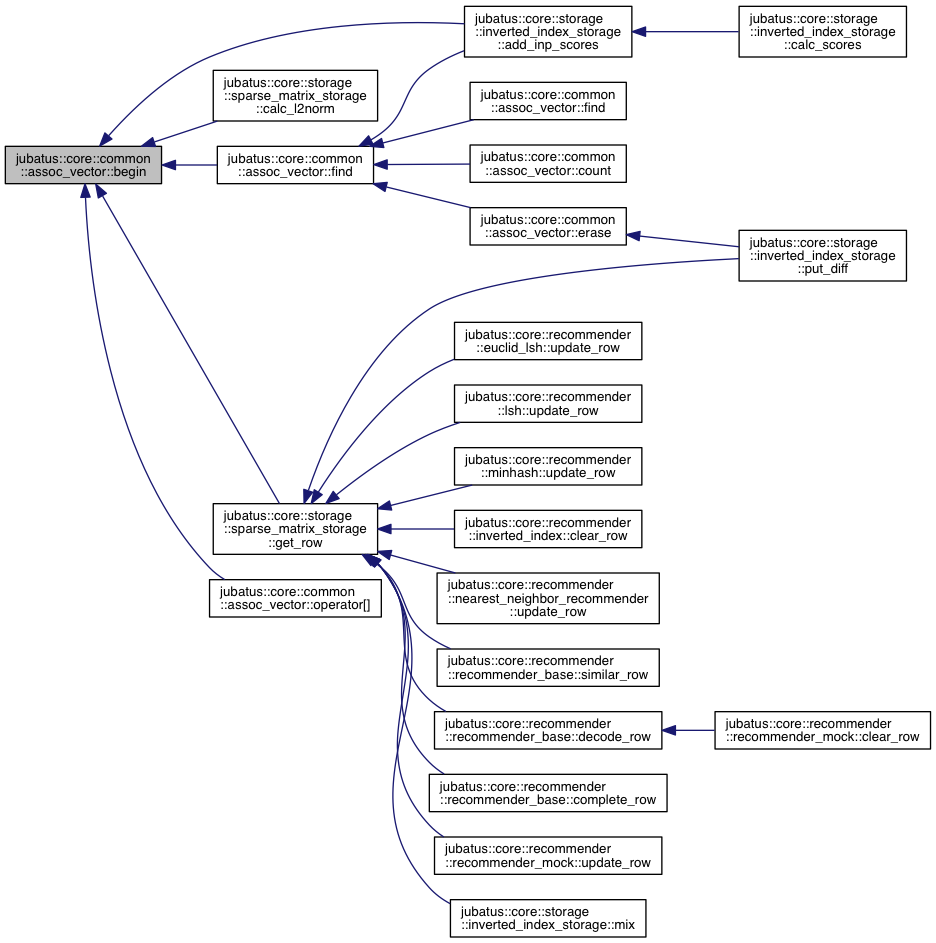 jubatus::core::storage
::inverted_index_storage
::add_inp_scores
jubatus::core::storage
::inverted_index_storage
::calc_scores
jubatus::core::storage
::sparse_matrix_storage
::calc_l2norm
jubatus::core::common
::assoc_vector::find
jubatus::core::common
::assoc_vector::begin
jubatus::core::common
::assoc_vector::find
jubatus::core::common
::assoc_vector::count
jubatus::core::common
::assoc_vector::erase
jubatus::core::storage
::inverted_index_storage
::put_diff
jubatus::core::recommender
::euclid_lsh::update_row
jubatus::core::recommender
::lsh::update_row
jubatus::core::recommender
::minhash::update_row
jubatus::core::storage
::sparse_matrix_storage
::get_row
jubatus::core::recommender
::inverted_index::clear_row
jubatus::core::common
::assoc_vector::operator[]
jubatus::core::recommender
::nearest_neighbor_recommender
::update_row
jubatus::core::recommender
::recommender_base::similar_row
jubatus::core::recommender
::recommender_base::decode_row
jubatus::core::recommender
::recommender_mock::clear_row
jubatus::core::recommender
::recommender_base::complete_row
jubatus::core::recommender
::recommender_mock::update_row
jubatus::core::storage
::inverted_index_storage::mix